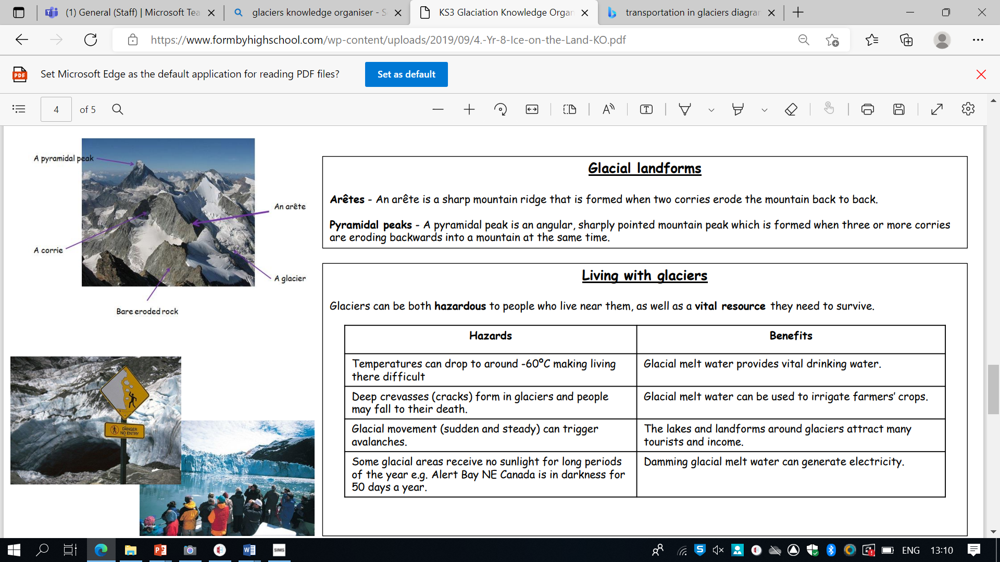 (1) General (Staff) | Microsoft Tea
glaciers knowledge organiser - S
KS3 Glaciation Knowledge Organ
transportation in glaciers diagran
https://www.formbyhighschool.com/wp-content/uploads/2019/09/4.-Yr-8-Ice-on-the-Land-KO.pdf
PDF
Set Microsoft Edge as the default application for reading PDF files?
Set as default
4 of 5
A pyramidal peak
An arête
A corrie
A glacier
Bare eroded rock
DANGER
NO ENTRY
Glacial landforms
Arêtes - An arête is a sharp mountain ridge that is formed when two corries erode the mountain back to back.
Pyramidal peaks - A pyramidal peak is an angular, sharply pointed mountain peak which is formed when three or more corries
are eroding backwards into a mountain at the same time.
Living with glaciers
Glaciers can be both hazardous to people who live near them, as well as a vital resource they need to survive.
Hazards
Benefits
Temperatures can drop to around -60°C making living
there difficult
Glacial melt water provides vital drinking water.
Deep crevasses (cracks) form in glaciers and people
may fall to their death.
Glacial melt water can be used to irrigate farmers' crops.
Glacial movement (sudden and steady) can trigger
avalanches.
The lakes and landforms around glaciers attract many
tourists and income.
Some glacial areas receive no sunlight for long periods
of the year e.g. Alert Bay NE Canada is in darkness for
50 days a year.
Damming glacial melt water can generate electricity.
SIMS
ENG
13:10